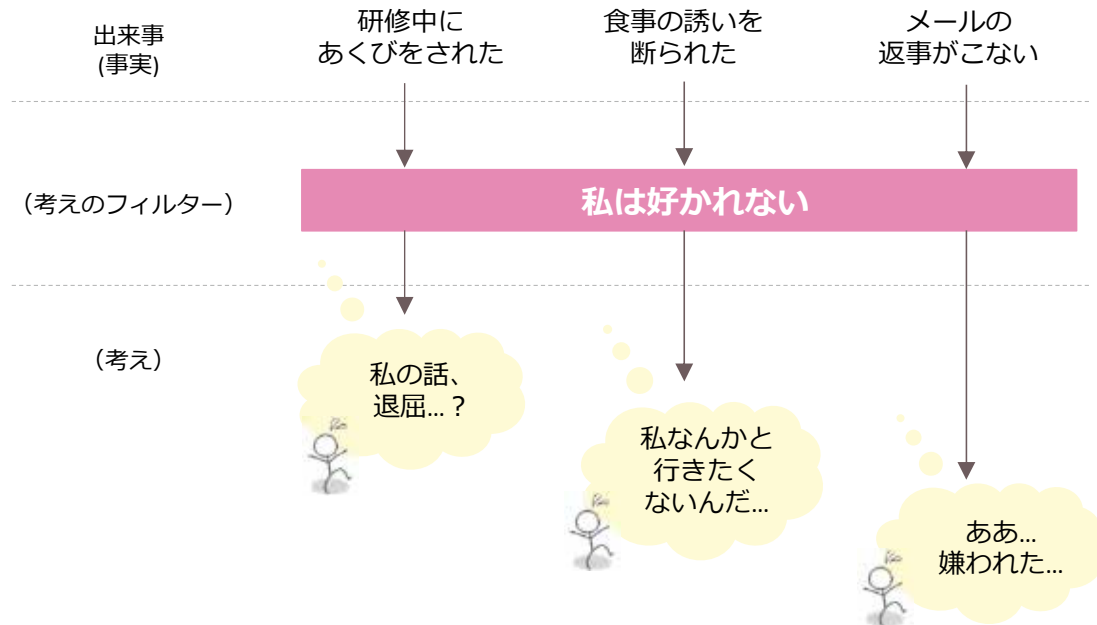 出来事
(事実)
研修中に
あくびをされた
食事の誘いを
断られた
メールの
返事がこない
（考えのフィルター）
私は好かれない
（考え）
私の話、
退屈...？
私なんかと
行きたく
ないんだ...
ああ...
嫌われた...